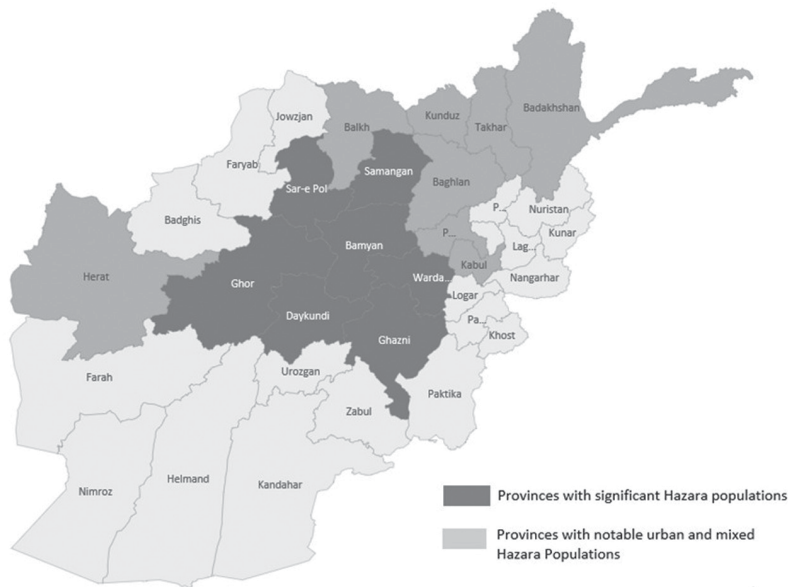 Badakhshan
Jowzjan
Balkh
Kunduz
Takhar
Faryab
Samangan
Sar-e Pol
Baghlan
Badghis
P...
Nuristan
P...
Kunar
Bamyan
Lag...
Kabul
Herat
Ghor
Warda...
Nangarhar
Logar
Daykundi
Pa...
Ghazni
Khost
Urozgan
Farah
Paktika
Zabul
Helmand
Kandahar
Nimroz
Provinces with significant Hazara populations
Provinces with notable urban and mixed
Hazara Populations